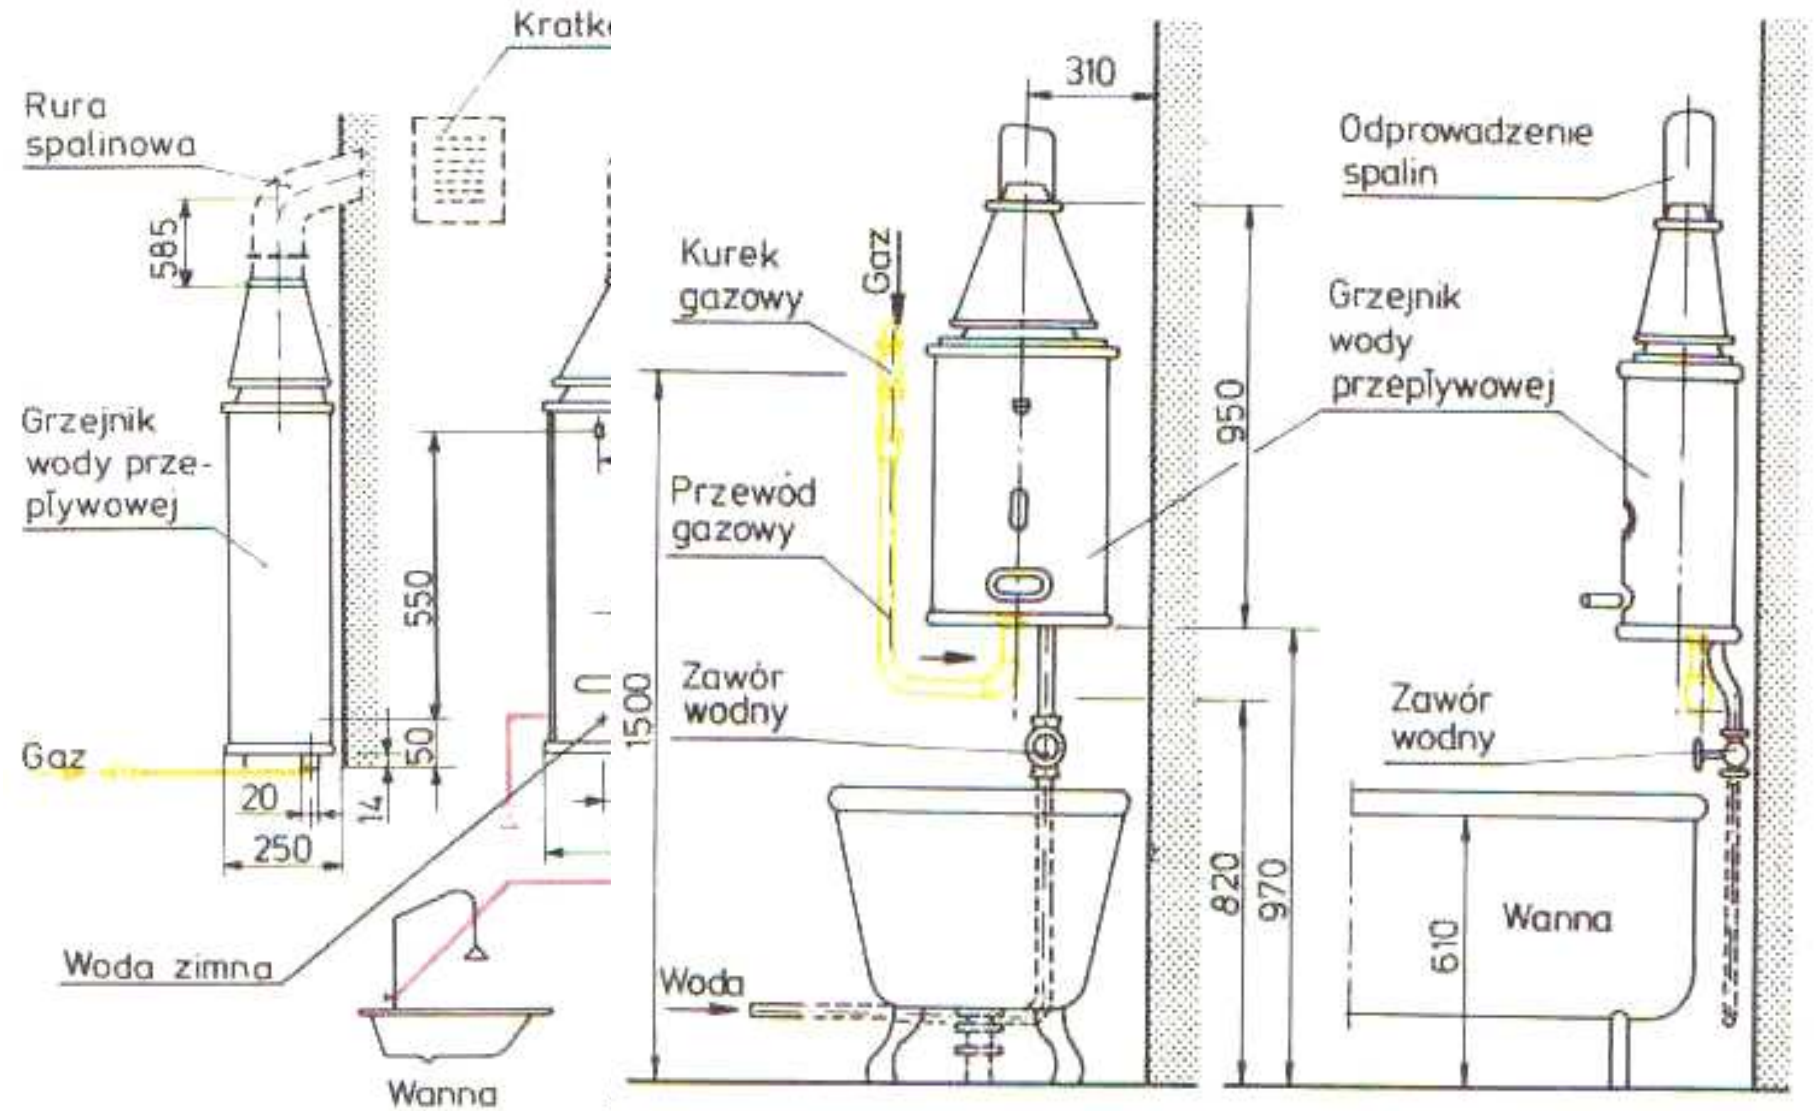 Kratk
Rura
spalinowa
585
Grzejnik
wody prze-
pływowej
550
50
Gaz
20
14
250
Woda zimna
Wanna
310
Kurek
gazowy
Gaz
950
Przewód
gazowy
1500
Zawór
wodny
820
970
Woda
Odprowadzenie
spalin
Grzejnik
wody
przepływowej
Zawór
wodny
610
Wanna